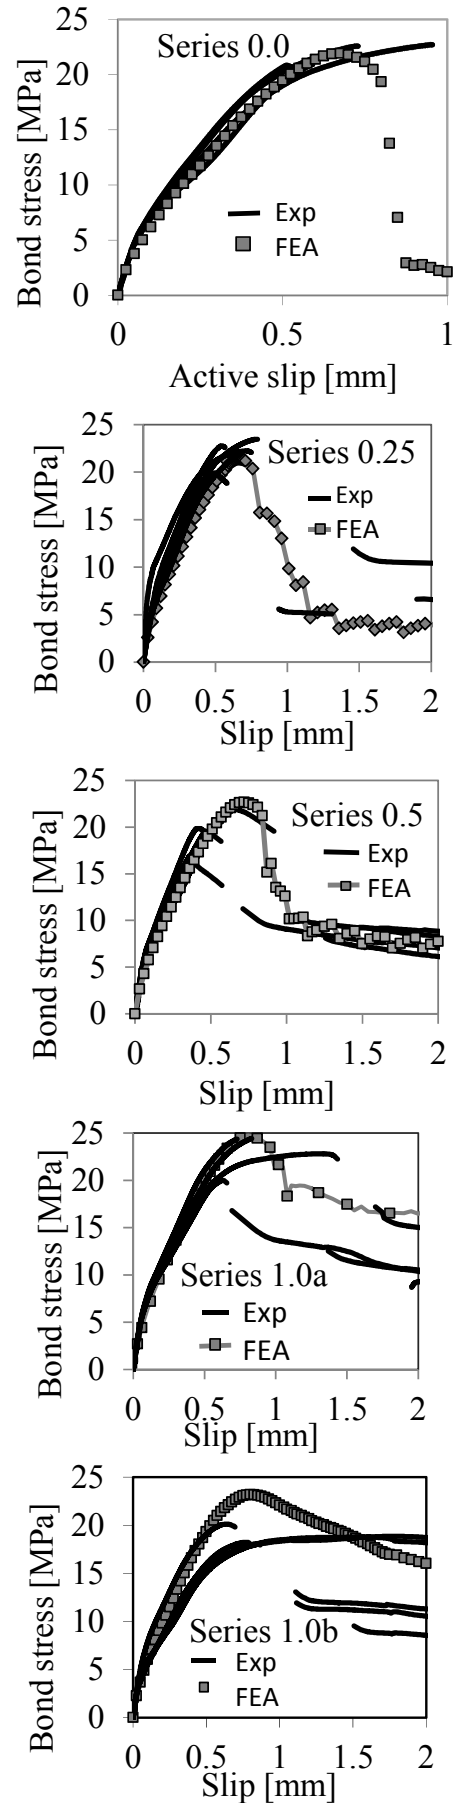 Bond stress [MPa]
25
20
15
10
5
0
Series 0.0
Exp
FEA
0
0.5
1
Active slip [mm]
Bond stress [MPa]
25
20
15
10
5
0
Series 0.25
Exp
FEA
0
0.5
1
1.5
2
Slip [mm]
Bond stress [MPa]
25
20
15
10
5
0
Series 0.5
Exp
FEA
0
0.5
1
1.5
2
Slip [mm]
Bond stress [MPa]
25
20
15
10
5
0
Series 1.0a
Exp
FEA
0
0.5
1
1.5
2
Slip [mm]
Bond stress [MPa]
25
20
15
10
5
0
Series 1.0b
Exp
FEA
0
0.5
1
1.5
2
Slip [mm]